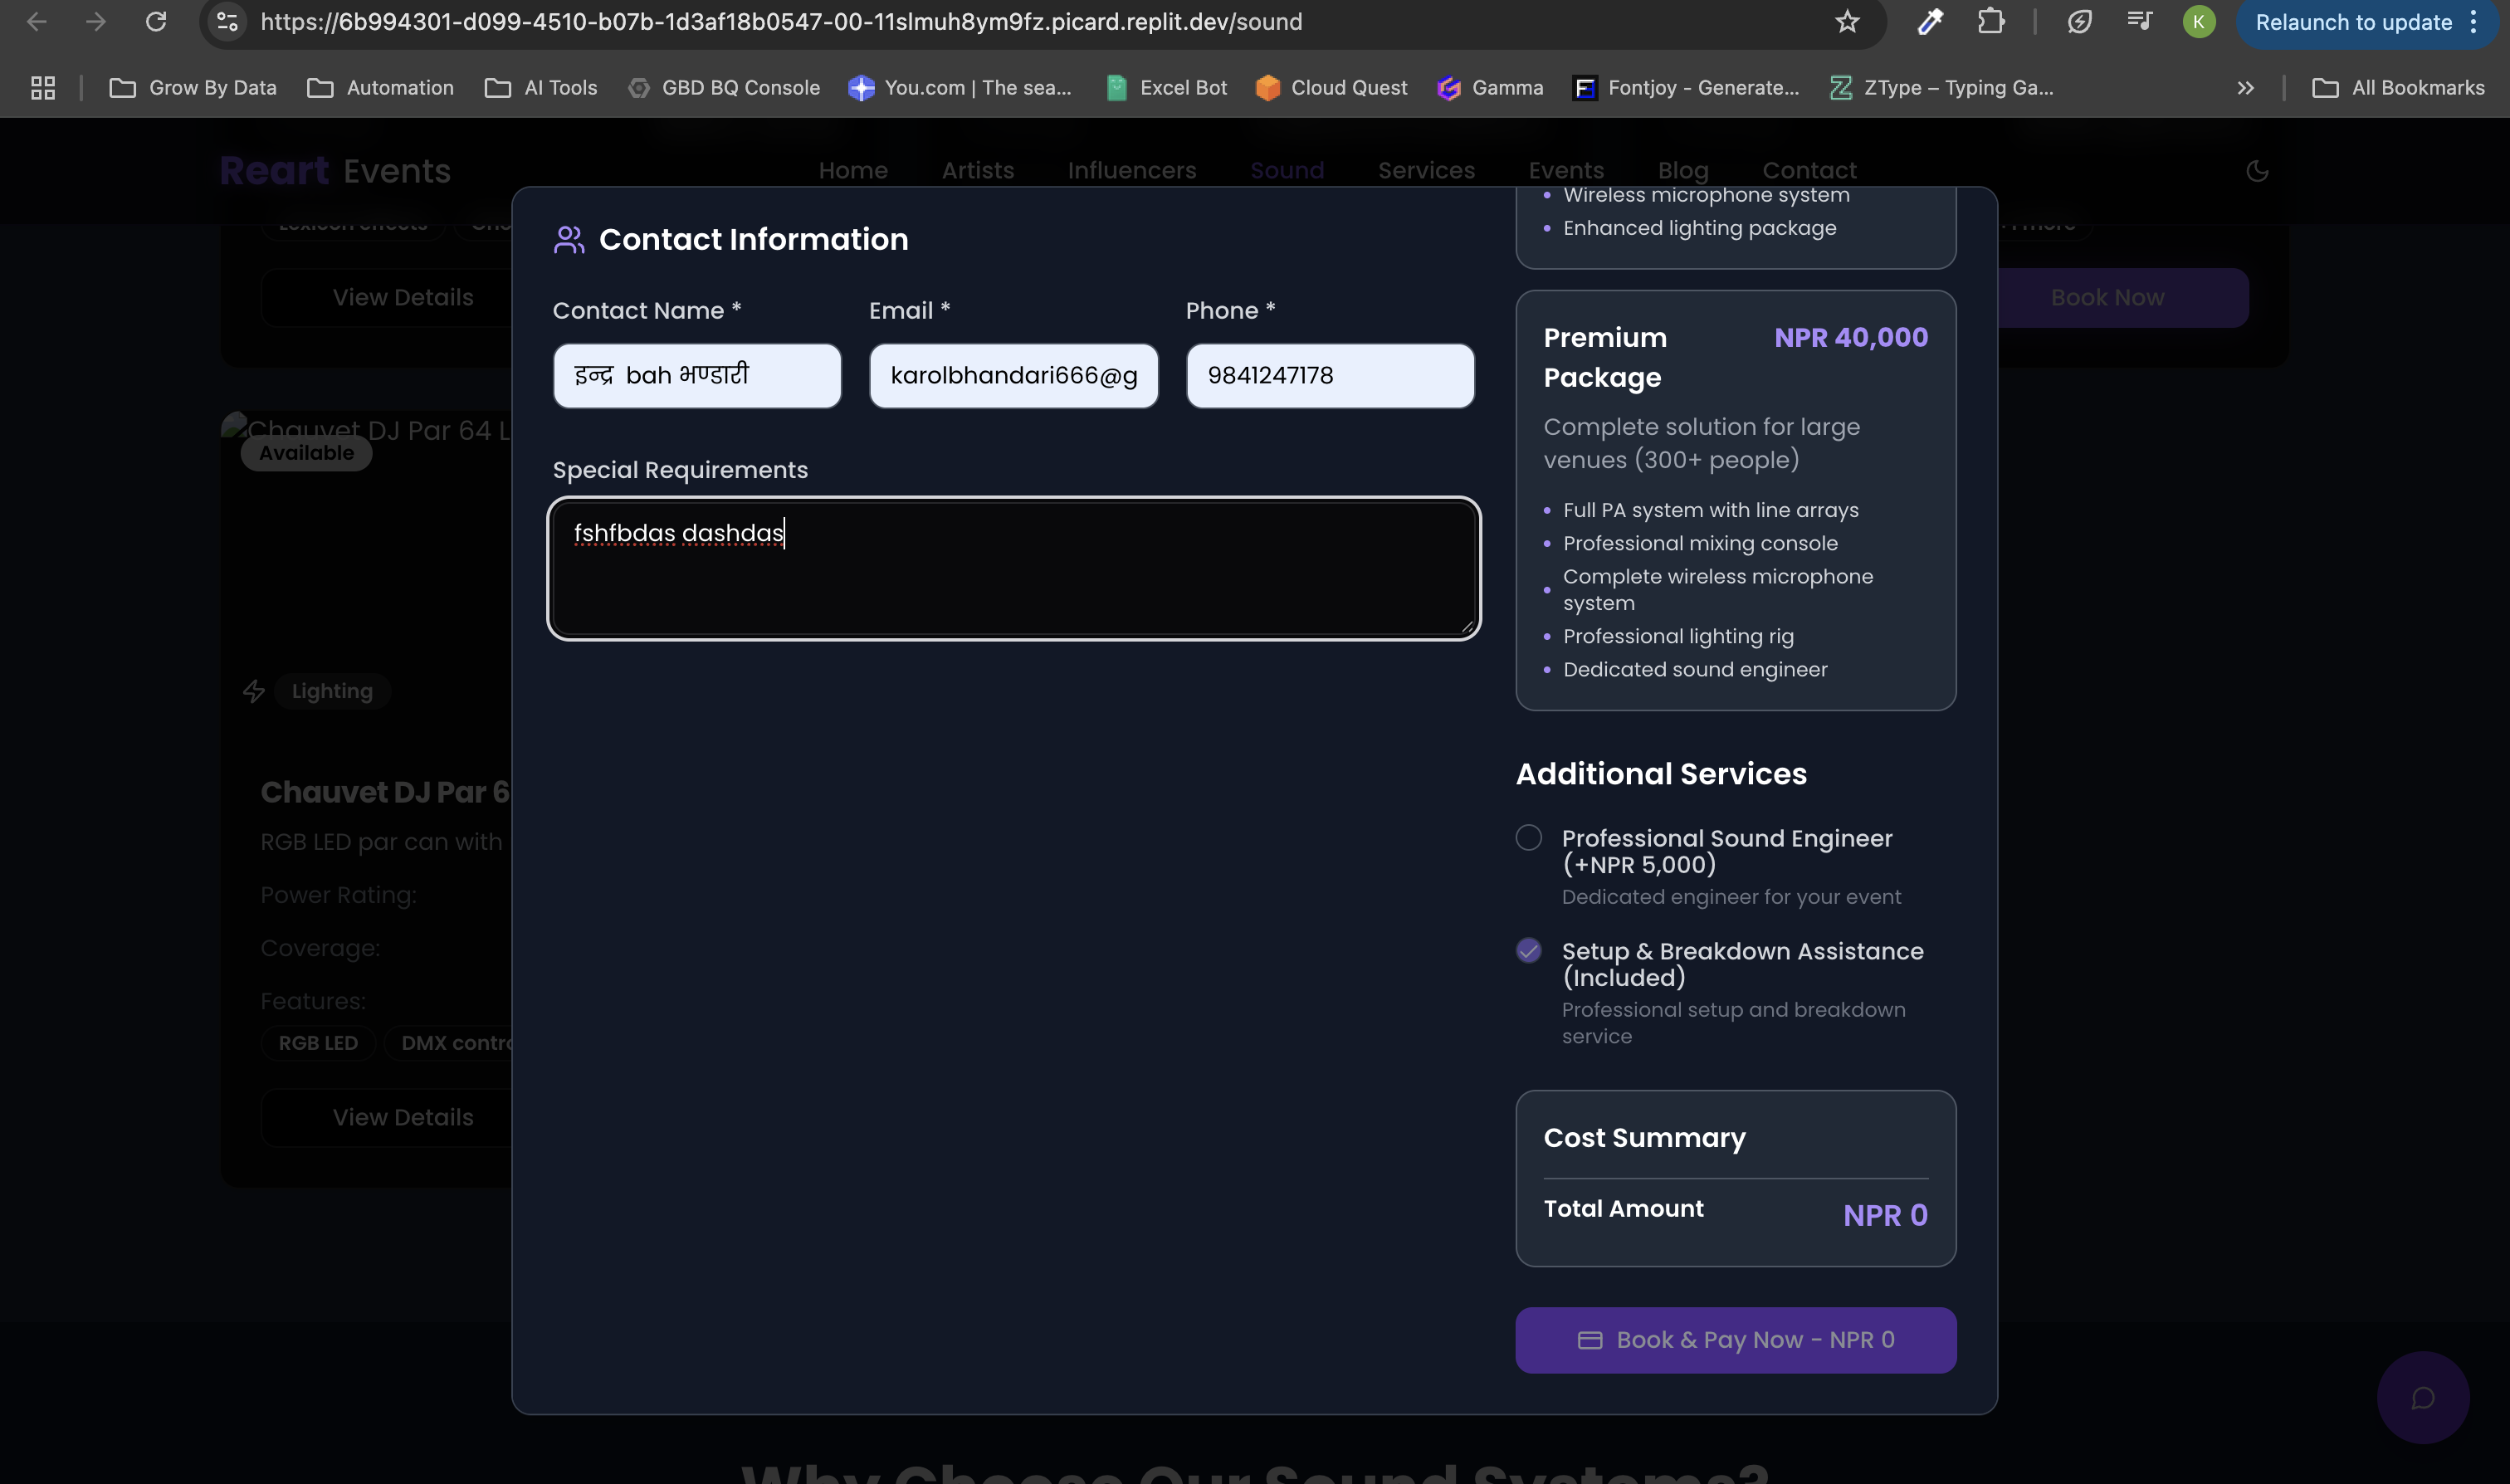 https://6b994301-d099-4510-b07b-1d3af18b0547-00-11slmuh8ym9fz.picard.replit.dev/sound
K
Relaunch to update
Grow By Data
Automation
AI Tools
GBD BQ Console
You.com | The sea...
Excel Bot
Cloud Quest
Gamma
Fontjoy - Generate...
ZType – Typing Ga...
All Bookmarks
Reart Events
Home
Artists
Influencers
Sound
Services
Events
Blog
Contact
Lexicon effects
View Details
Book Now
Chauvet DJ Par 64 L
Available
Lighting
Chauvet DJ Par 6
RGB LED par can with
Power Rating:
Coverage:
Features:
RGB LED
DMX contro
View Details
Contact Information
Contact Name *
Email *
Phone *
इन्द्र bah भण्डारी
karolbhandari666@g
9841247178
Special Requirements
fshfbdas dashdas
Wireless microphone system
Enhanced lighting package
Premium
Package
NPR 40,000
Complete solution for large
venues (300+ people)
Full PA system with line arrays
Professional mixing console
Complete wireless microphone
system
Professional lighting rig
Dedicated sound engineer
Additional Services
Professional Sound Engineer
(+NPR 5,000)
Dedicated engineer for your event
Setup & Breakdown Assistance
(Included)
Professional setup and breakdown
service
Cost Summary
Total Amount
NPR 0
Book & Pay Now - NPR 0
Why Choose Our Sound Systems?